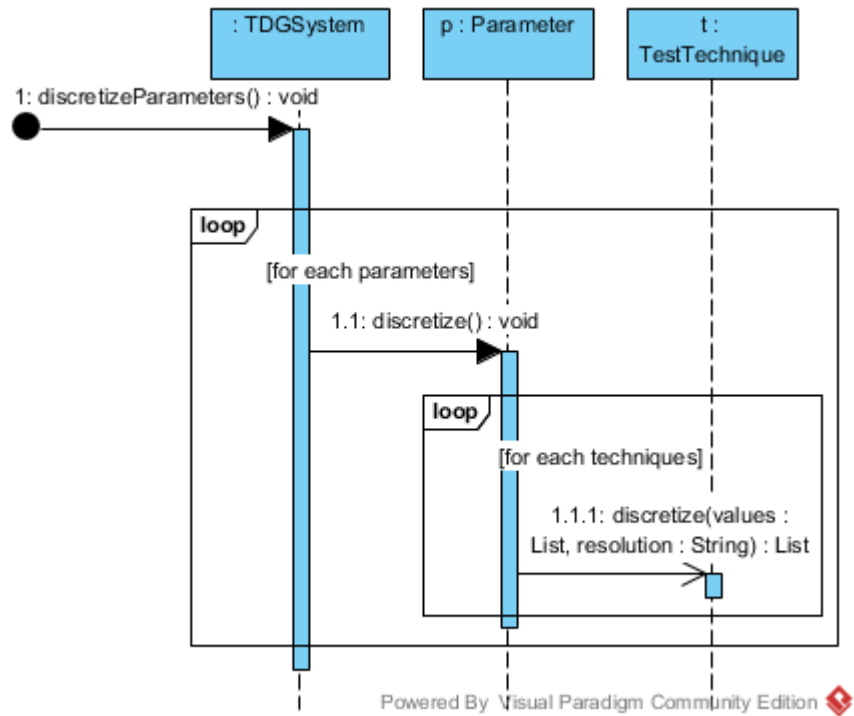 : TDGSystem
p : Parameter
t :
TestTechnique
1: discretizeParameters() : void
loop
[for each parameters]
1.1: discretize() : void
loop
[for each techniques]
1.1.1: discretize(values :
List, resolution : String) : List
Powered By Visual Paradigm Community Edition